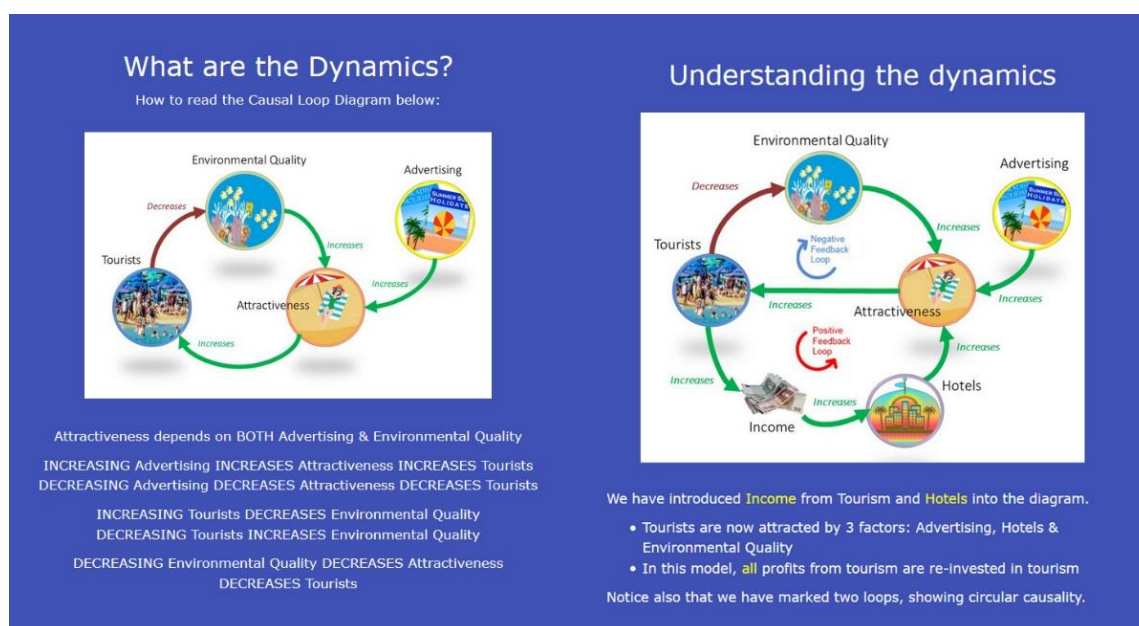 What are the Dynamics?
How to read the Causal Loop Diagram below:
Environmental Quality
Advertising
SUMMER SUN
HOLIDAYS
Decreases
Increases
Tourists
Increases
Attractiveness
Increases
Attractiveness depends on BOTH Advertising & Environmental Quality
INCREASING Advertising INCREASES Attractiveness INCREASES Tourists
DECREASING Advertising DECREASES Attractiveness DECREASES Tourists
INCREASING Tourists DECREASES Environmental Quality
DECREASING Tourists INCREASES Environmental Quality
DECREASING Environmental Quality DECREASES Attractiveness
DECREASES Tourists
Understanding the dynamics
Environmental Quality
Advertising
Decreases
HOLIDAYS
Increases
Tourists
Negative
Feedback
Loop
Increases
Increases
Attractiveness
Positive
Feedback
Loop
Increases
Increases
Hotels
Increases
Income
We have introduced Income from Tourism and Hotels into the diagram.
• Tourists are now attracted by 3 factors: Advertising, Hotels &
Environmental Quality
• In this model, all profits from tourism are re-invested in tourism
Notice also that we have marked two loops, showing circular causality.